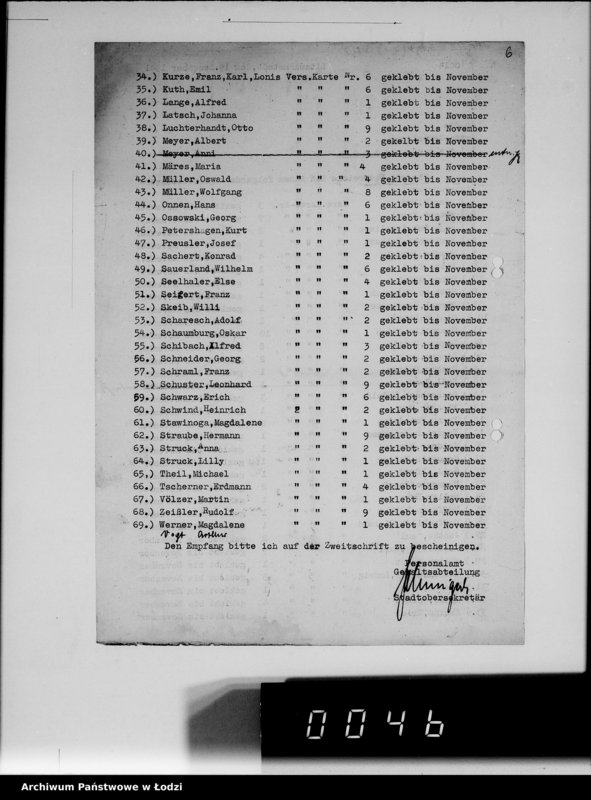 6
34.) Kurze,Franz,Karl,Lonis Vers.Karte Nr. 6 geklebt bis November
35.) Kuth,Emil " " " 6 geklebt bis November
36.) Lange,Alfred " " " 1 geklebt bis November
37.) Latsch,Johanna " " " 1 geklebt bis November
38.) Luchterhandt,Otto " " " 9 geklebt bis November
39.) Meyer,Albert " " " 2 gekelbt bis November
40.) Meyer,Anni " " " 3 geklebt bis November
41.) Märes,Maria " " " 4 geklebt bis November
42.) Miller,Oswald " " " 4 geklebt bis November
43.) Müller,Wolfgang " " " 8 geklebt bis November
44.) Onnen,Hans " " " 6 geklebt bis November
45.) Ossowski,Georg " " " 1 geklebt bis November
46.) Petershagen,Kurt " " " 1 geklebt bis November
47.) Preusler,Josef " " " 1 geklebt bis November
48.) Sachert,Konrad " " " 2 geklebt bis November
49.) Sauerland,Wilhelm " " " 6 geklebt bis November
50.) Seelhaler,Else " " " 4 geklebt bis November
51.) Seifert,Franz " " " 1 geklebt bis November
52.) Skeib,Willi " " " 2 geklebt bis November
53.) Scharesch,Adolf " " " 2 geklebt bis November
54.) Schaumburg,Oskar " " " 1 geklebt bis November
55.) Schibach,Alfred " " " 3 geklebt bis November
56.) Schneider,Georg " " " 2 geklebt bis November
57.) Schraml,Franz " " " 2 geklebt bis November
58.) Schuster,Leonhard " " " 9 geklebt bis November
59.) Schwarz,Erich " " " 6 geklebt bis November
60.) Schwind,Heinrich " " " 2 geklebt bis November
61.) Stawinoga,Magdalene " " " 1 geklebt bis November
62.) Straube,Hermann " " " 9 geklebt bis November
63.) Struck,Anna " " " 2 geklebt bis November
64.) Struck,Lilly " " " 1 geklebt bis November
65,) Theil,Michael " " " 1 geklebt bis November
66.) Tscherner,Erdmann " " " 4 geklebt bis November
67.) Völzer,Martin " " " 1 geklebt bis November
68.) Zeißler,Rudolf " " " 9 geklebt bis November
69.) Werner,Magdalene " " " 1 geklebt bis November
Vogt
Den Empfang bitte ich auf der Zweitschrift zu bescheinigen.
Personalamt
Gehaltsabteilung
Stadtobersekretär
0046
Archiwum Państwowe w Łodzi